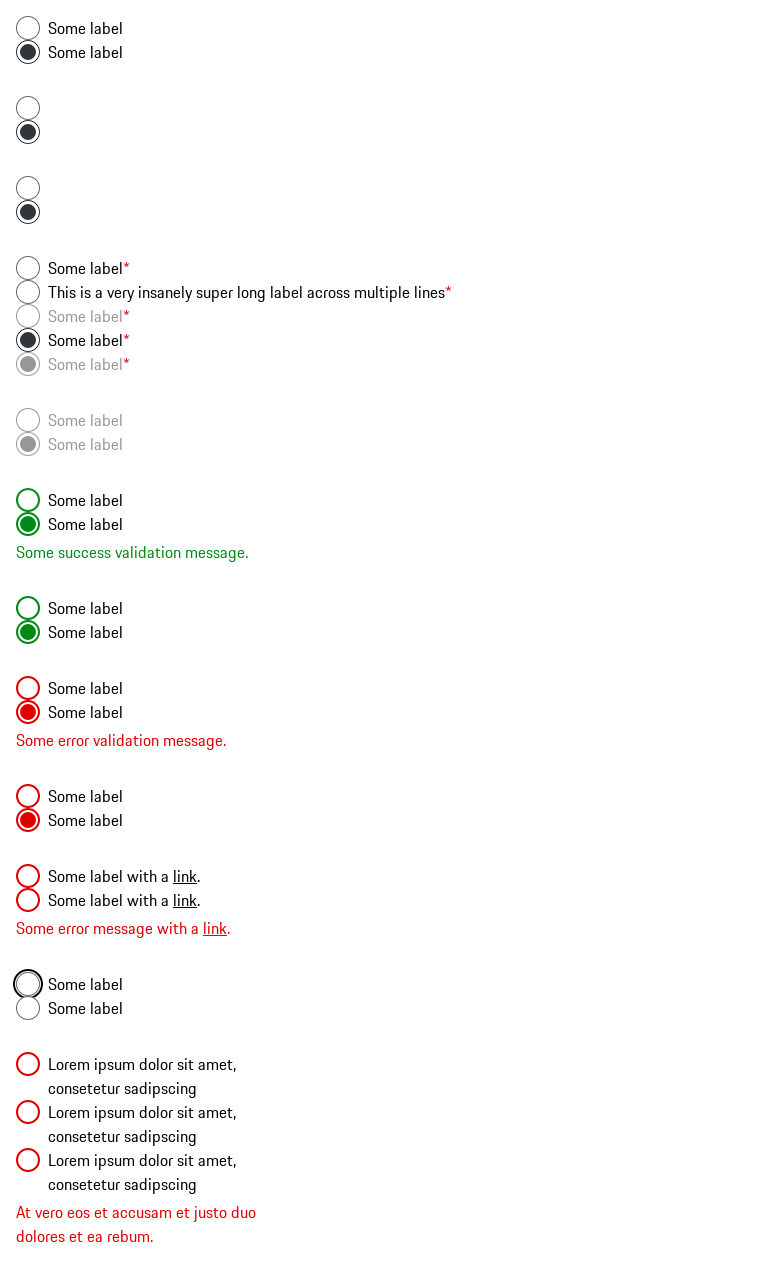 Some label
Some label
Some label*
This is a very insanely super long label across multiple lines*
Some label*
Some label*
Some label*
Some label
Some label
Some label
Some label
Some success validation message.
Some label
Some label
Some label
Some label
Some error validation message.
Some label
Some label
Some label with a link.
Some label with a link.
Some error message with a link.
Some label
Some label
Lorem ipsum dolor sit amet,
consetetur sadipscing
Lorem ipsum dolor sit amet,
consetetur sadipscing
Lorem ipsum dolor sit amet,
consetetur sadipscing
At vero eos et accusam et justo duo
dolores et ea rebum.